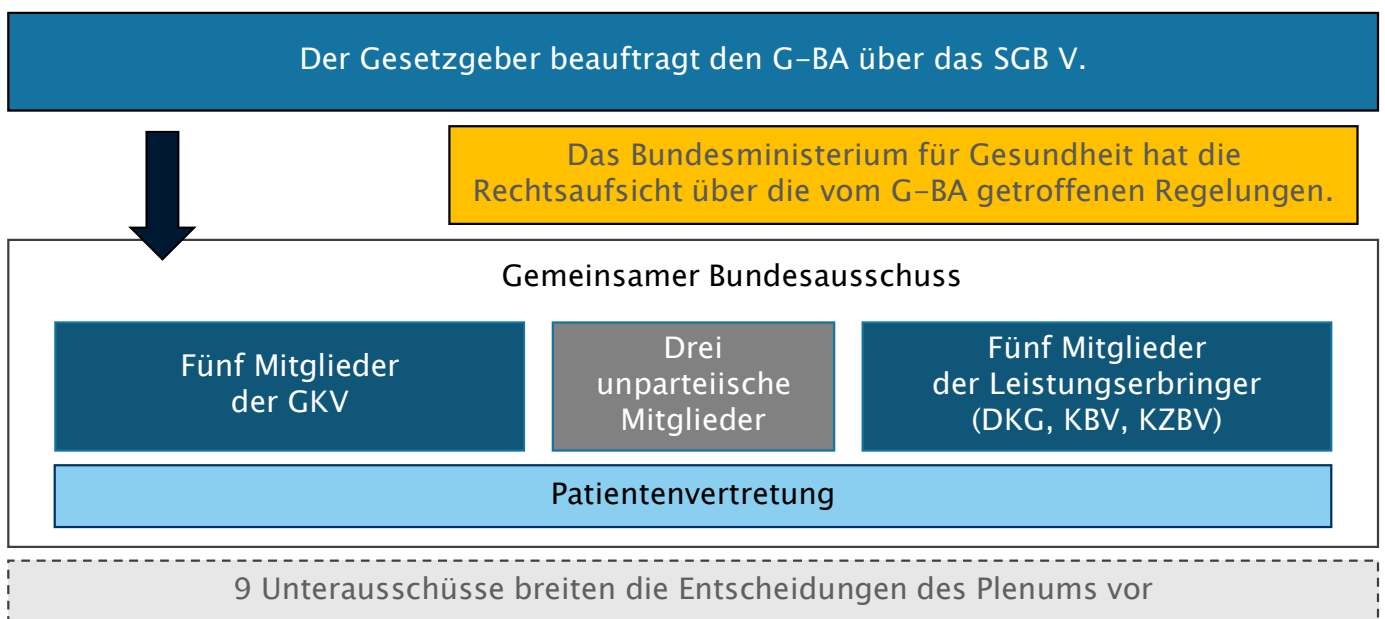 Der Gesetzgeber beauftragt den G-BA über das SGB V.
Das Bundesministerium für Gesundheit hat die
Rechtsaufsicht über die vom G-BA getroffenen Regelungen.
Gemeinsamer Bundesausschuss
Fünf Mitglieder
der GKV
Drei
unparteiische
Mitglieder
Fünf Mitglieder
der Leistungserbringer
(DKG, KBV, KZBV)
Patientenvertretung
9 Unterausschüsse breiten die Entscheidungen des Plenums vor